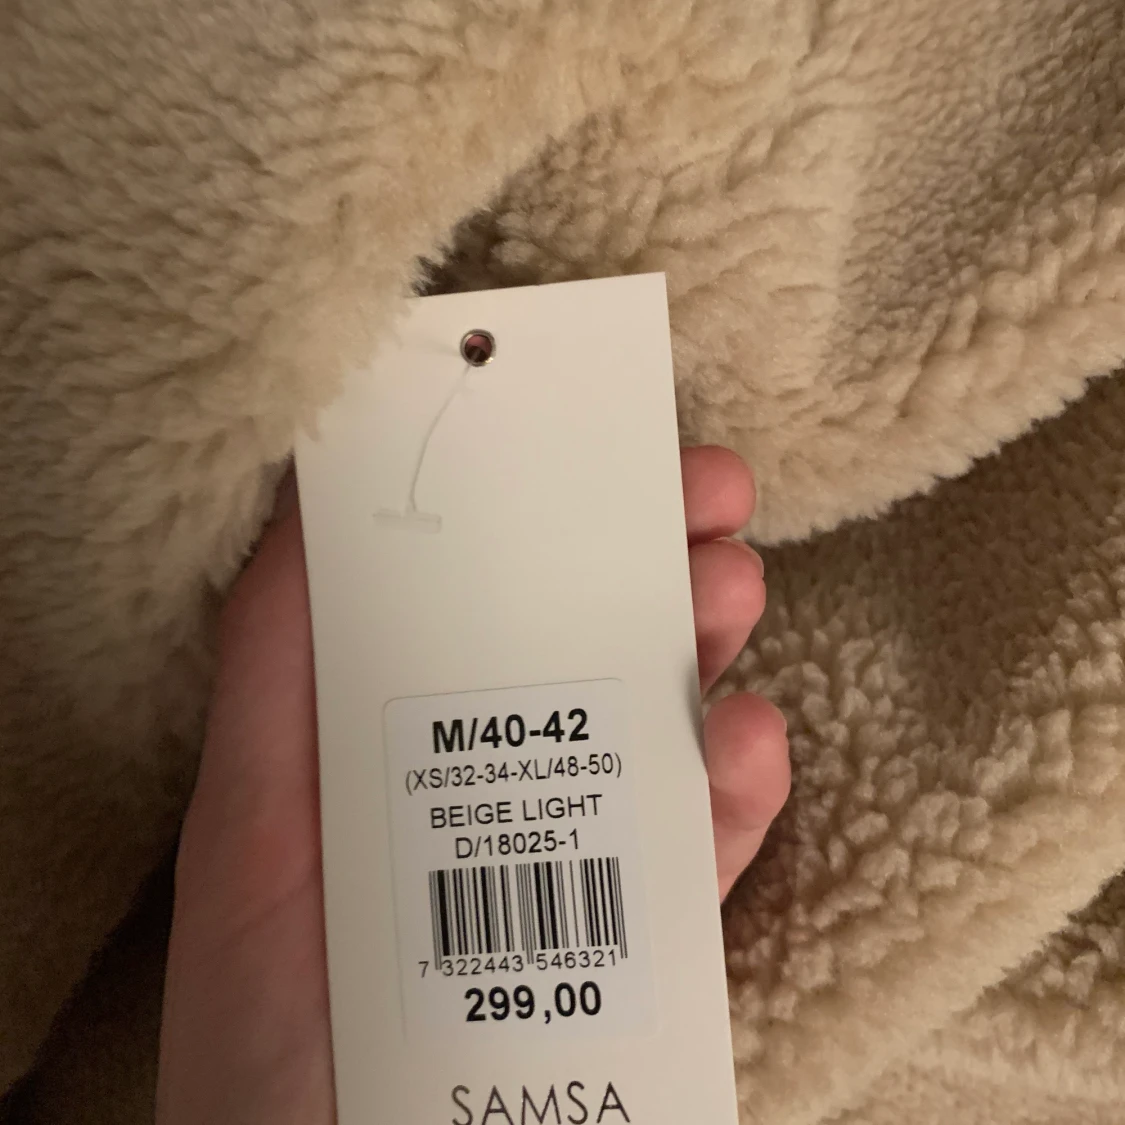 M/40-42
(XS/32-34-XL/48-50)
BEIGE LIGHT
D/18025-1
7 322443 546321
299,00
SAMSA